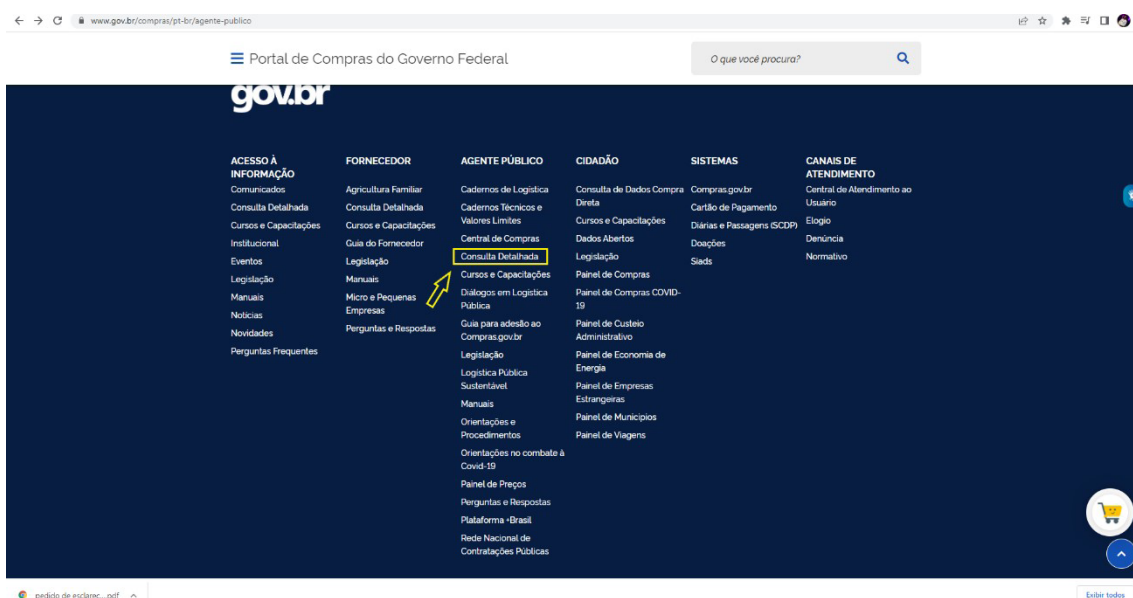 www.gov.br/compras/pt-br/agente-publico
Portal de Compras do Governo Federal
O que você procura?
gov.br
ACESSO À
INFORMAÇÃO
Comunicados
Consulta Detalhada
Cursos e Capacitações
Institucional
Eventos
Legislação
Manuais
Notícias
Novidades
Perguntas Frequentes
FORNECEDOR
Agricultura Familiar
Consulta Detalhada
Cursos e Capacitações
Guia do Fornecedor
Legislação
Manuais
Micro e Pequenas
Empresas
Perguntas e Respostas
AGENTE PÚBLICO
Cadernos de Logística
Cadernos Técnicos e
Valores Limites
Central de Compras
Consulta Detalhada
Cursos e Capacitações
Diálogos em Logística
Pública
Guia para adesão ao
Compras.gov.br
Legislação
Logística Pública
Sustentável
Manuais
Orientações e
Procedimentos
Orientações no combate à
Covid-19
Painel de Preços
Perguntas e Respostas
Plataforma +Brasil
Rede Nacional de
Contratações Públicas
CIDADÃO
Consulta de Dados Compra
Direta
Cursos e Capacitações
Dados Abertos
Legislação
Painel de Compras
Painel de Compras COVID-
19
Painel de Custeio
Administrativo
Painel de Economia de
Energia
Painel de Empresas
Estrangeiras
Painel de Municípios
Painel de Viagens
SISTEMAS
Compras.gov.br
Cartão de Pagamento
Diárias e Passagens (SCDP)
Doações
Siads
CANAIS DE
ATENDIMENTO
Central de Atendimento ao
Usuário
Elogio
Denúncia
Normativo
pedido de esclarec....pdf
Exibir todos